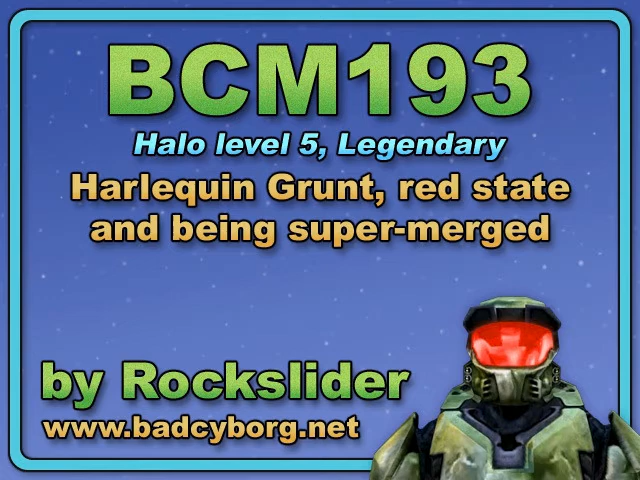 BCM193
Halo level 5, Legendary
Harlequin Grunt, red state
and being super-merged
by Rockslider
www.badcyborg.net